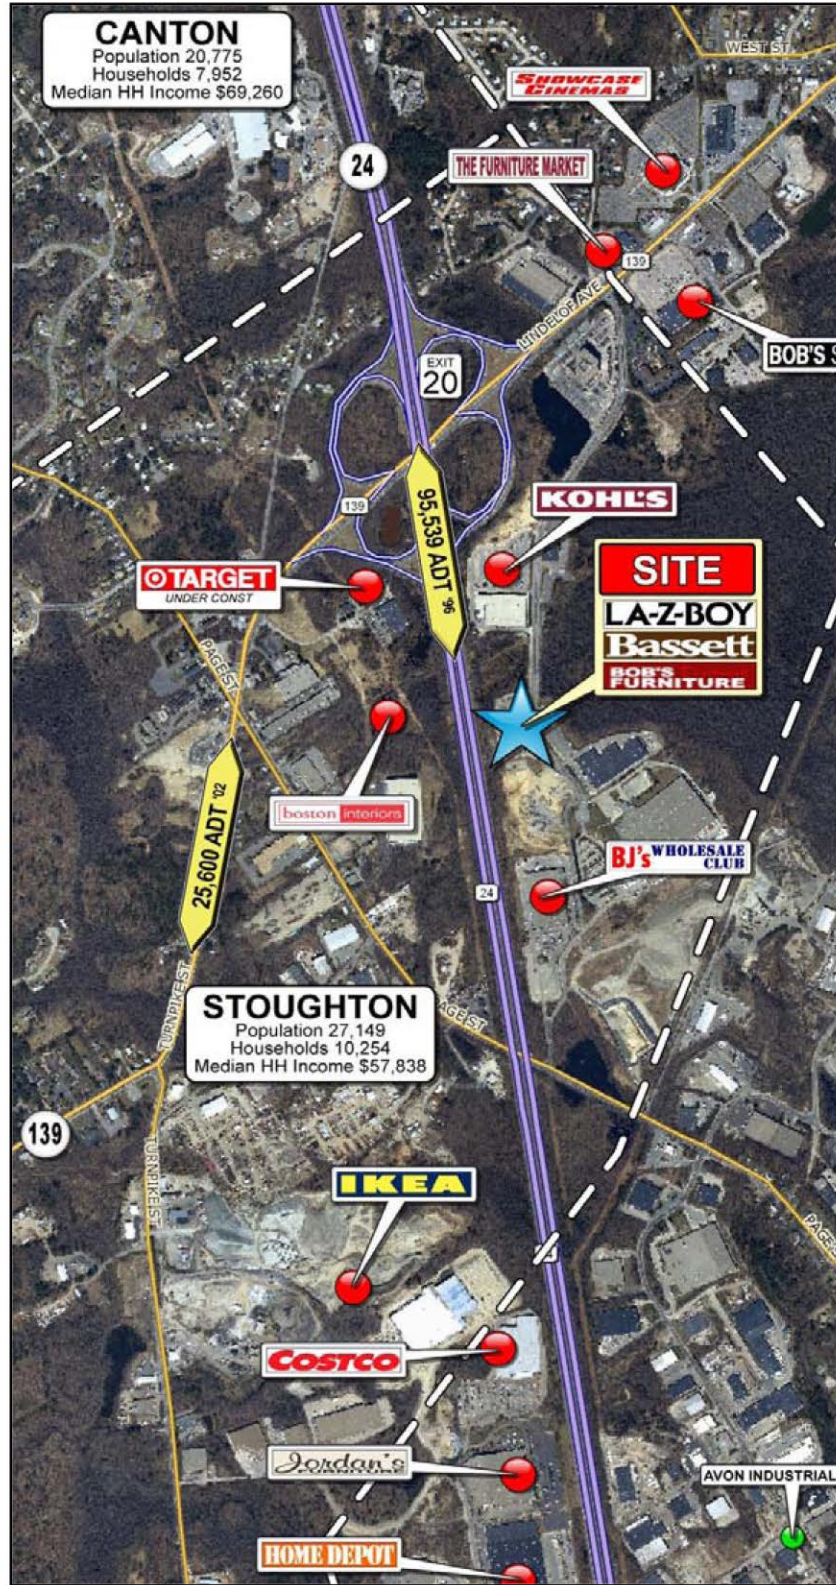 CANTON
Population 20,775
Households 7,952
Median HH Income $69,260
WEST ST
SHOWCASE
CINEMAS
24
THE FURNITURE MARKET
139
LINDELOF AVE
BOB'S S
EXIT
20
139
95,539 ADT '96
KOHL'S
TARGET
UNDER CONST
SITE
LA-Z-BOY
Bassett
BOB'S
FURNITURE
PAGE ST
boston interiors
25,600 ADT '02
BJ's WHOLESALE
CLUB
24
TURNPIKE ST
STOUGHTON
Population 27,149
Households 10,254
Median HH Income $57,838
AGE ST
139
TURNPIKE ST
IKEA
PAGE
COSTCO
Jordan's
FURNITURE
AVON INDUSTRIAL
HOME DEPOT